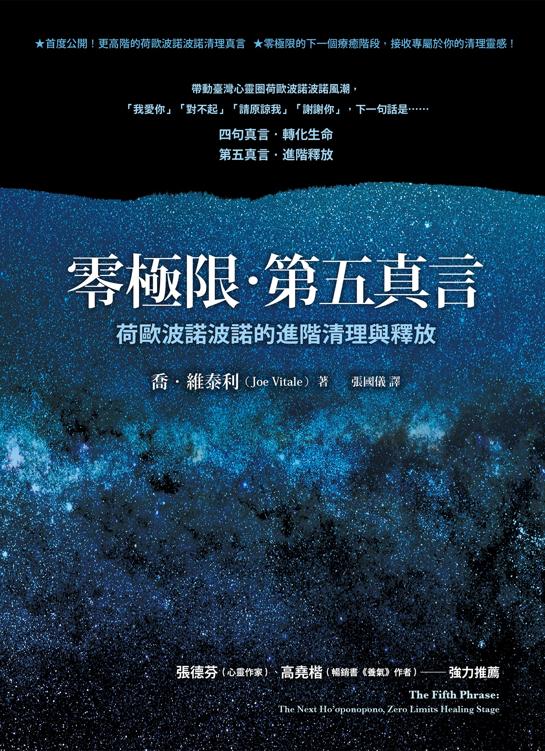 ★首度公開！更高階的荷歐波諾波諾清理真言 ★零極限的下一個療癒階段，接收專屬於你的清理靈感！
帶動臺灣心靈圈荷歐波諾波諾風潮，
「我愛你」「對不起」「請原諒我」「謝謝你」，下一句話是……
四句真言．轉化生命
第五真言．進階釋放
零極限．第五真言
荷歐波諾波諾的進階清理與釋放
喬．維泰利（Joe Vitale）著 張國儀 譯
張德芬（心靈作家）、高堯楷（暢銷書《養氣》作者）——強力推薦
The Fifth Phrase:
The Next Ho'oponopono, Zero Limits Healing Stage